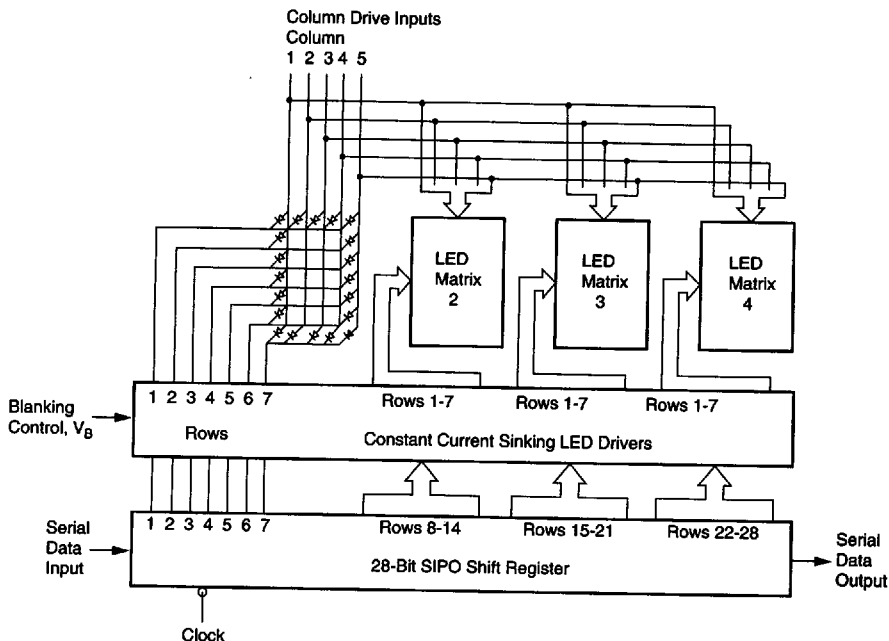 Column Drive Inputs
Column
1 2 3 4 5
LED
Matrix
2
LED
Matrix
3
LED
Matrix
4
1 2 3 4 5 6 7
Rows 1-7
Rows 1-7
Rows 1-7
Blanking
Control, VB
Rows
Constant Current Sinking LED Drivers
1 2 3 4 5 6 7
Rows 8-14
Rows 15-21
Rows 22-28
Serial
Data
Input
28-Bit SIPO Shift Register
Serial
Data
Output
Clock